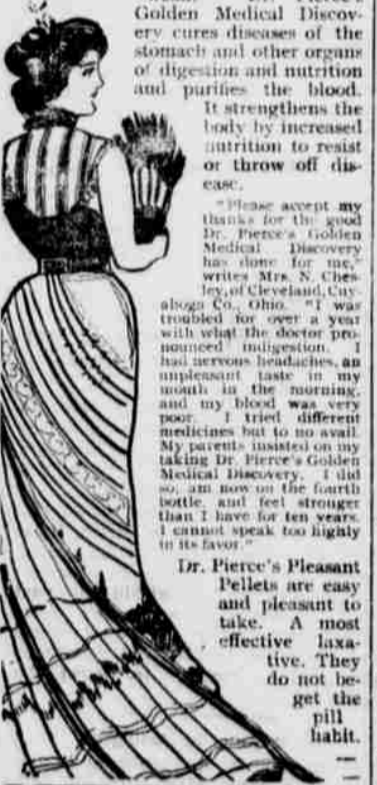 Dr. Pierce's
Golden Medical Discov-
ery cures diseases of the
stomach and other organs
of digestion and nutrition
and purifies the blood.
It strengthens the
body by increased
nutrition to resist
or throw off dis-
ease.
"Please accept my
thanks for the good
Dr. Pierce's Golden
Medical Discovery
has done for me,"
writes Mrs. N. Ches-
ley, of Cleveland, Cuy-
ahoga Co., Ohio. "I was
troubled for over a year
with what the doctor pro-
nounced indigestion. I
had nervous headaches, an
unpleasant taste in my
mouth in the morning,
and my blood was very
poor. I tried different
medicines but to no avail.
My parents insisted on my
taking Dr. Pierce's Golden
Medical Discovery. I did
so, am now on the fourth
bottle, and feel stronger
than I have for ten years.
I cannot speak too highly
in its favor."
Dr. Pierce's Pleasant
Pellets are easy
and pleasant to
take. A most
effective laxa-
tive. They
do not be-
get the
pill
habit.